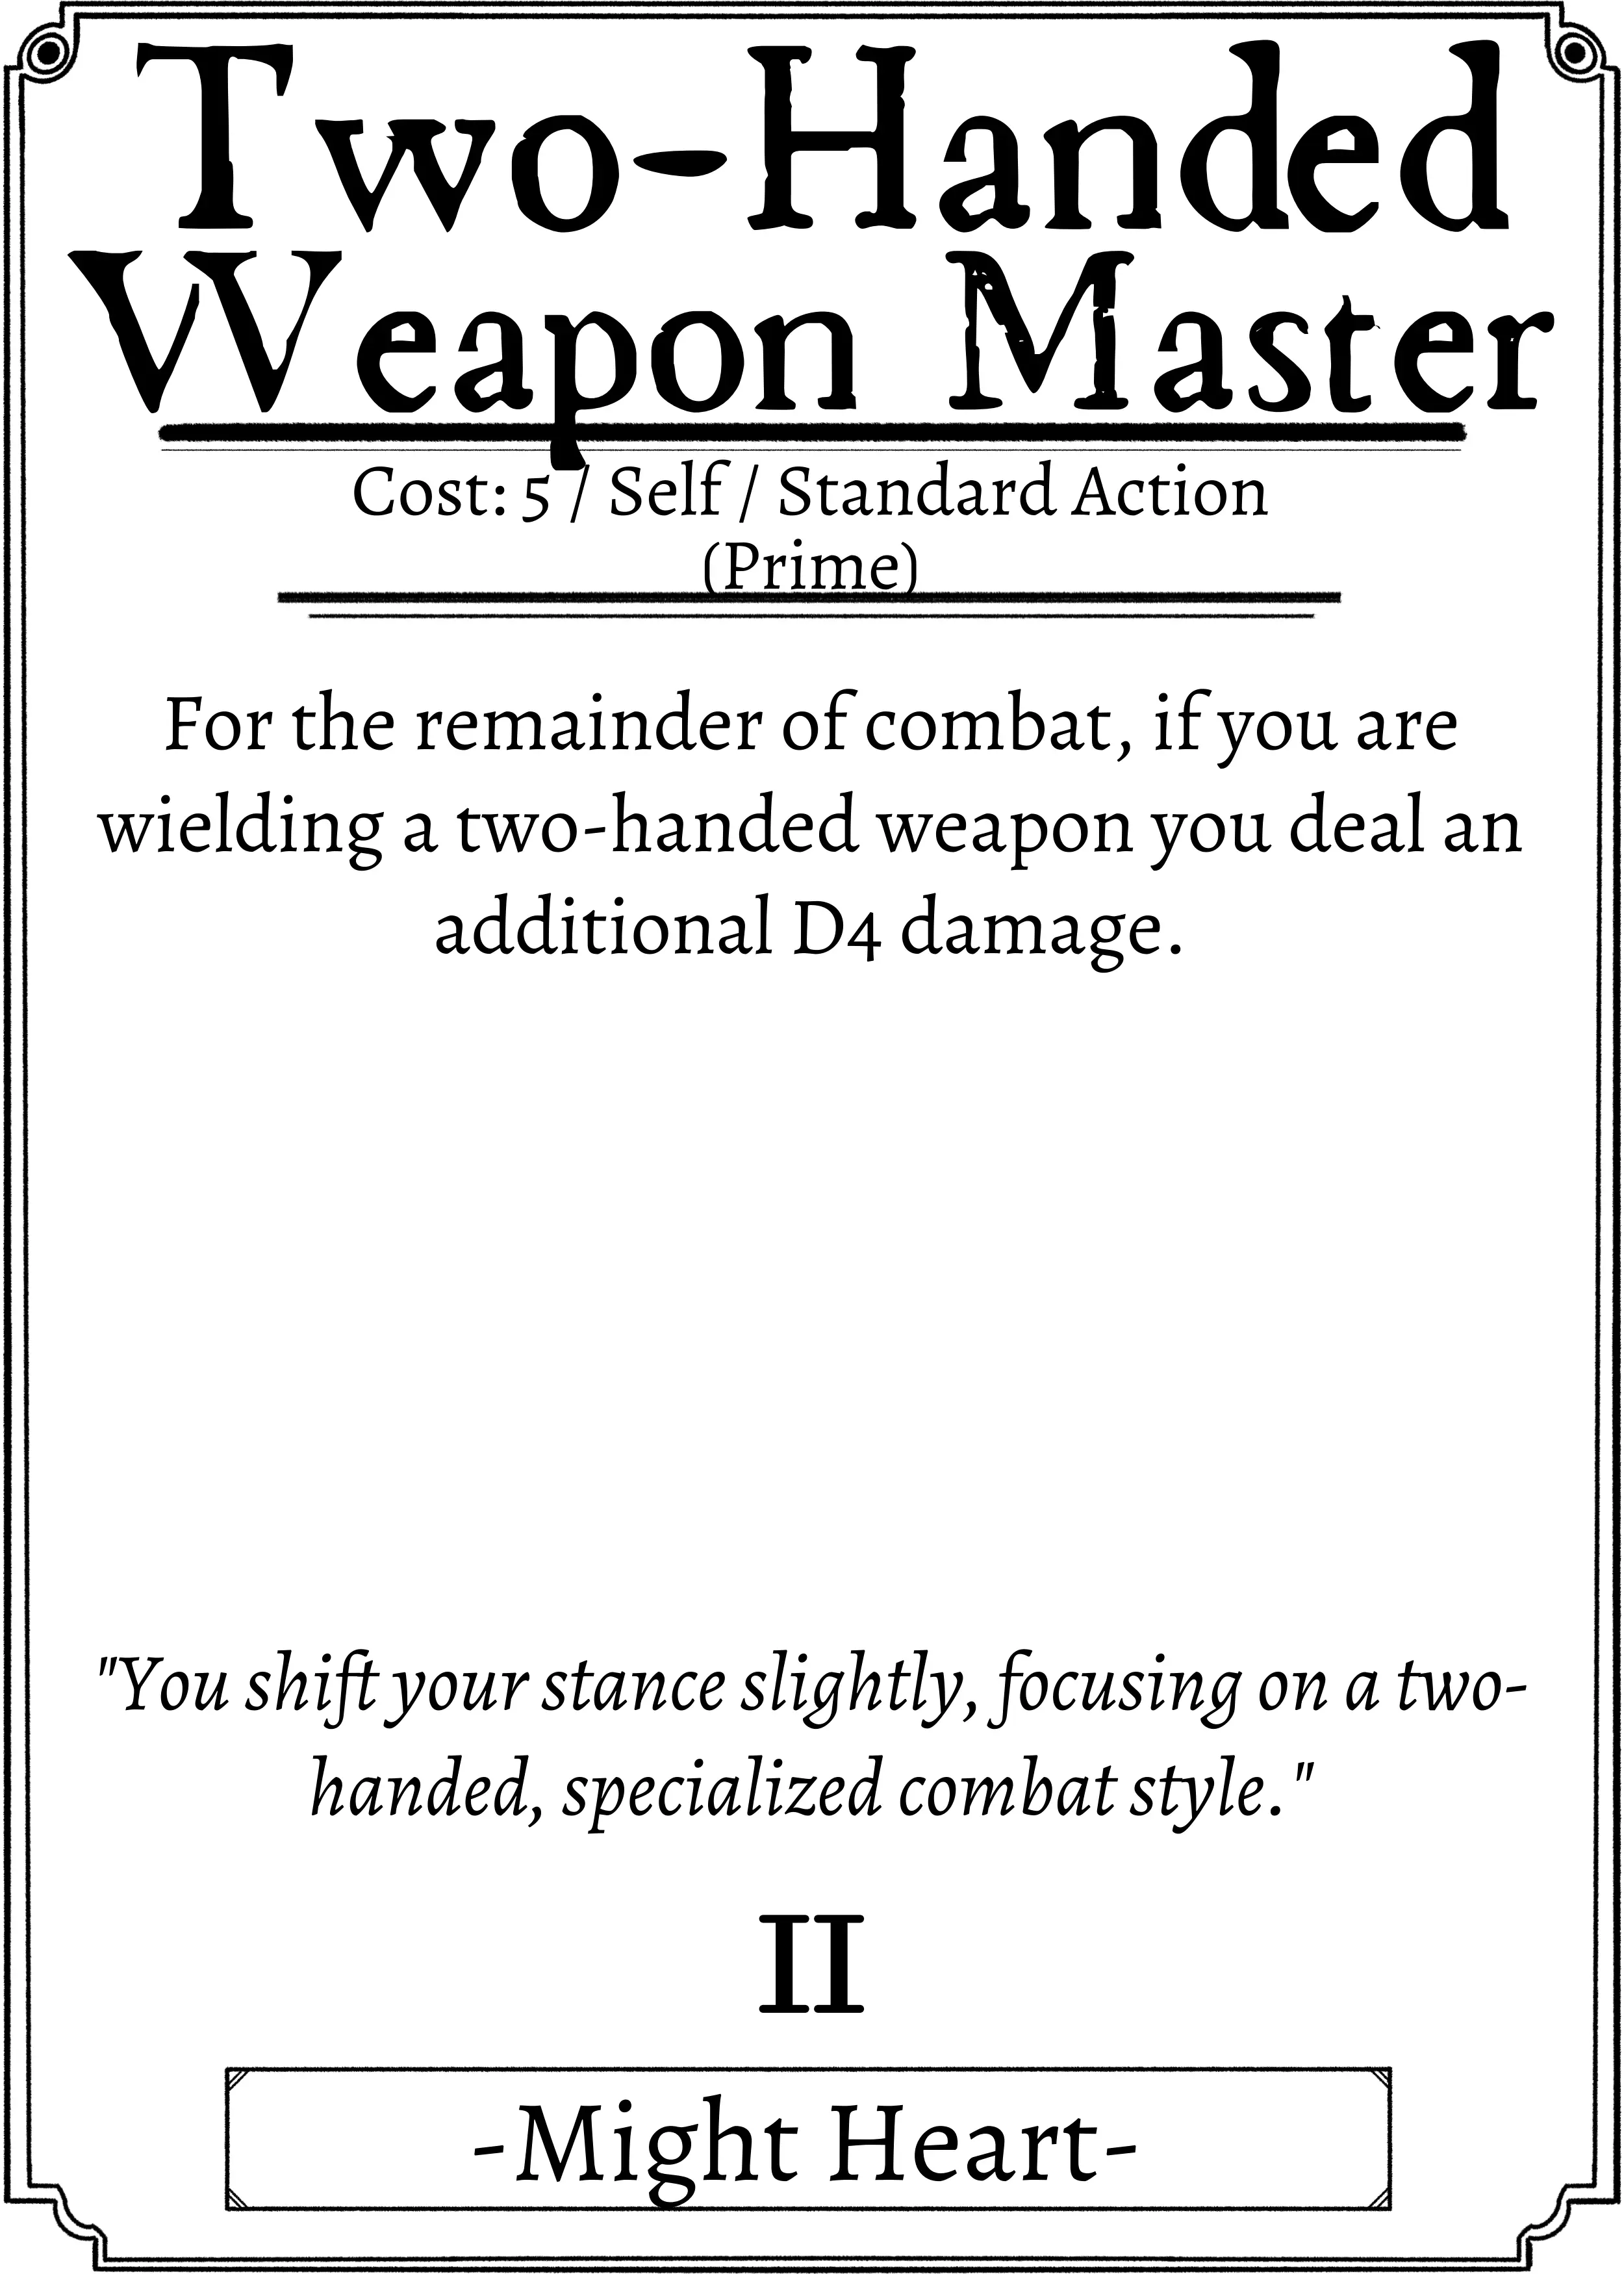 Two-Handed
Weapon Master
Cost: 5 / Self / Standard Action
(Prime)
For the remainder of combat, if you are
wielding a two-handed weapon you deal an
additional D4 damage.
"You shift your stance slightly, focusing on a two-
handed, specialized combat style."
II
-Might Heart-